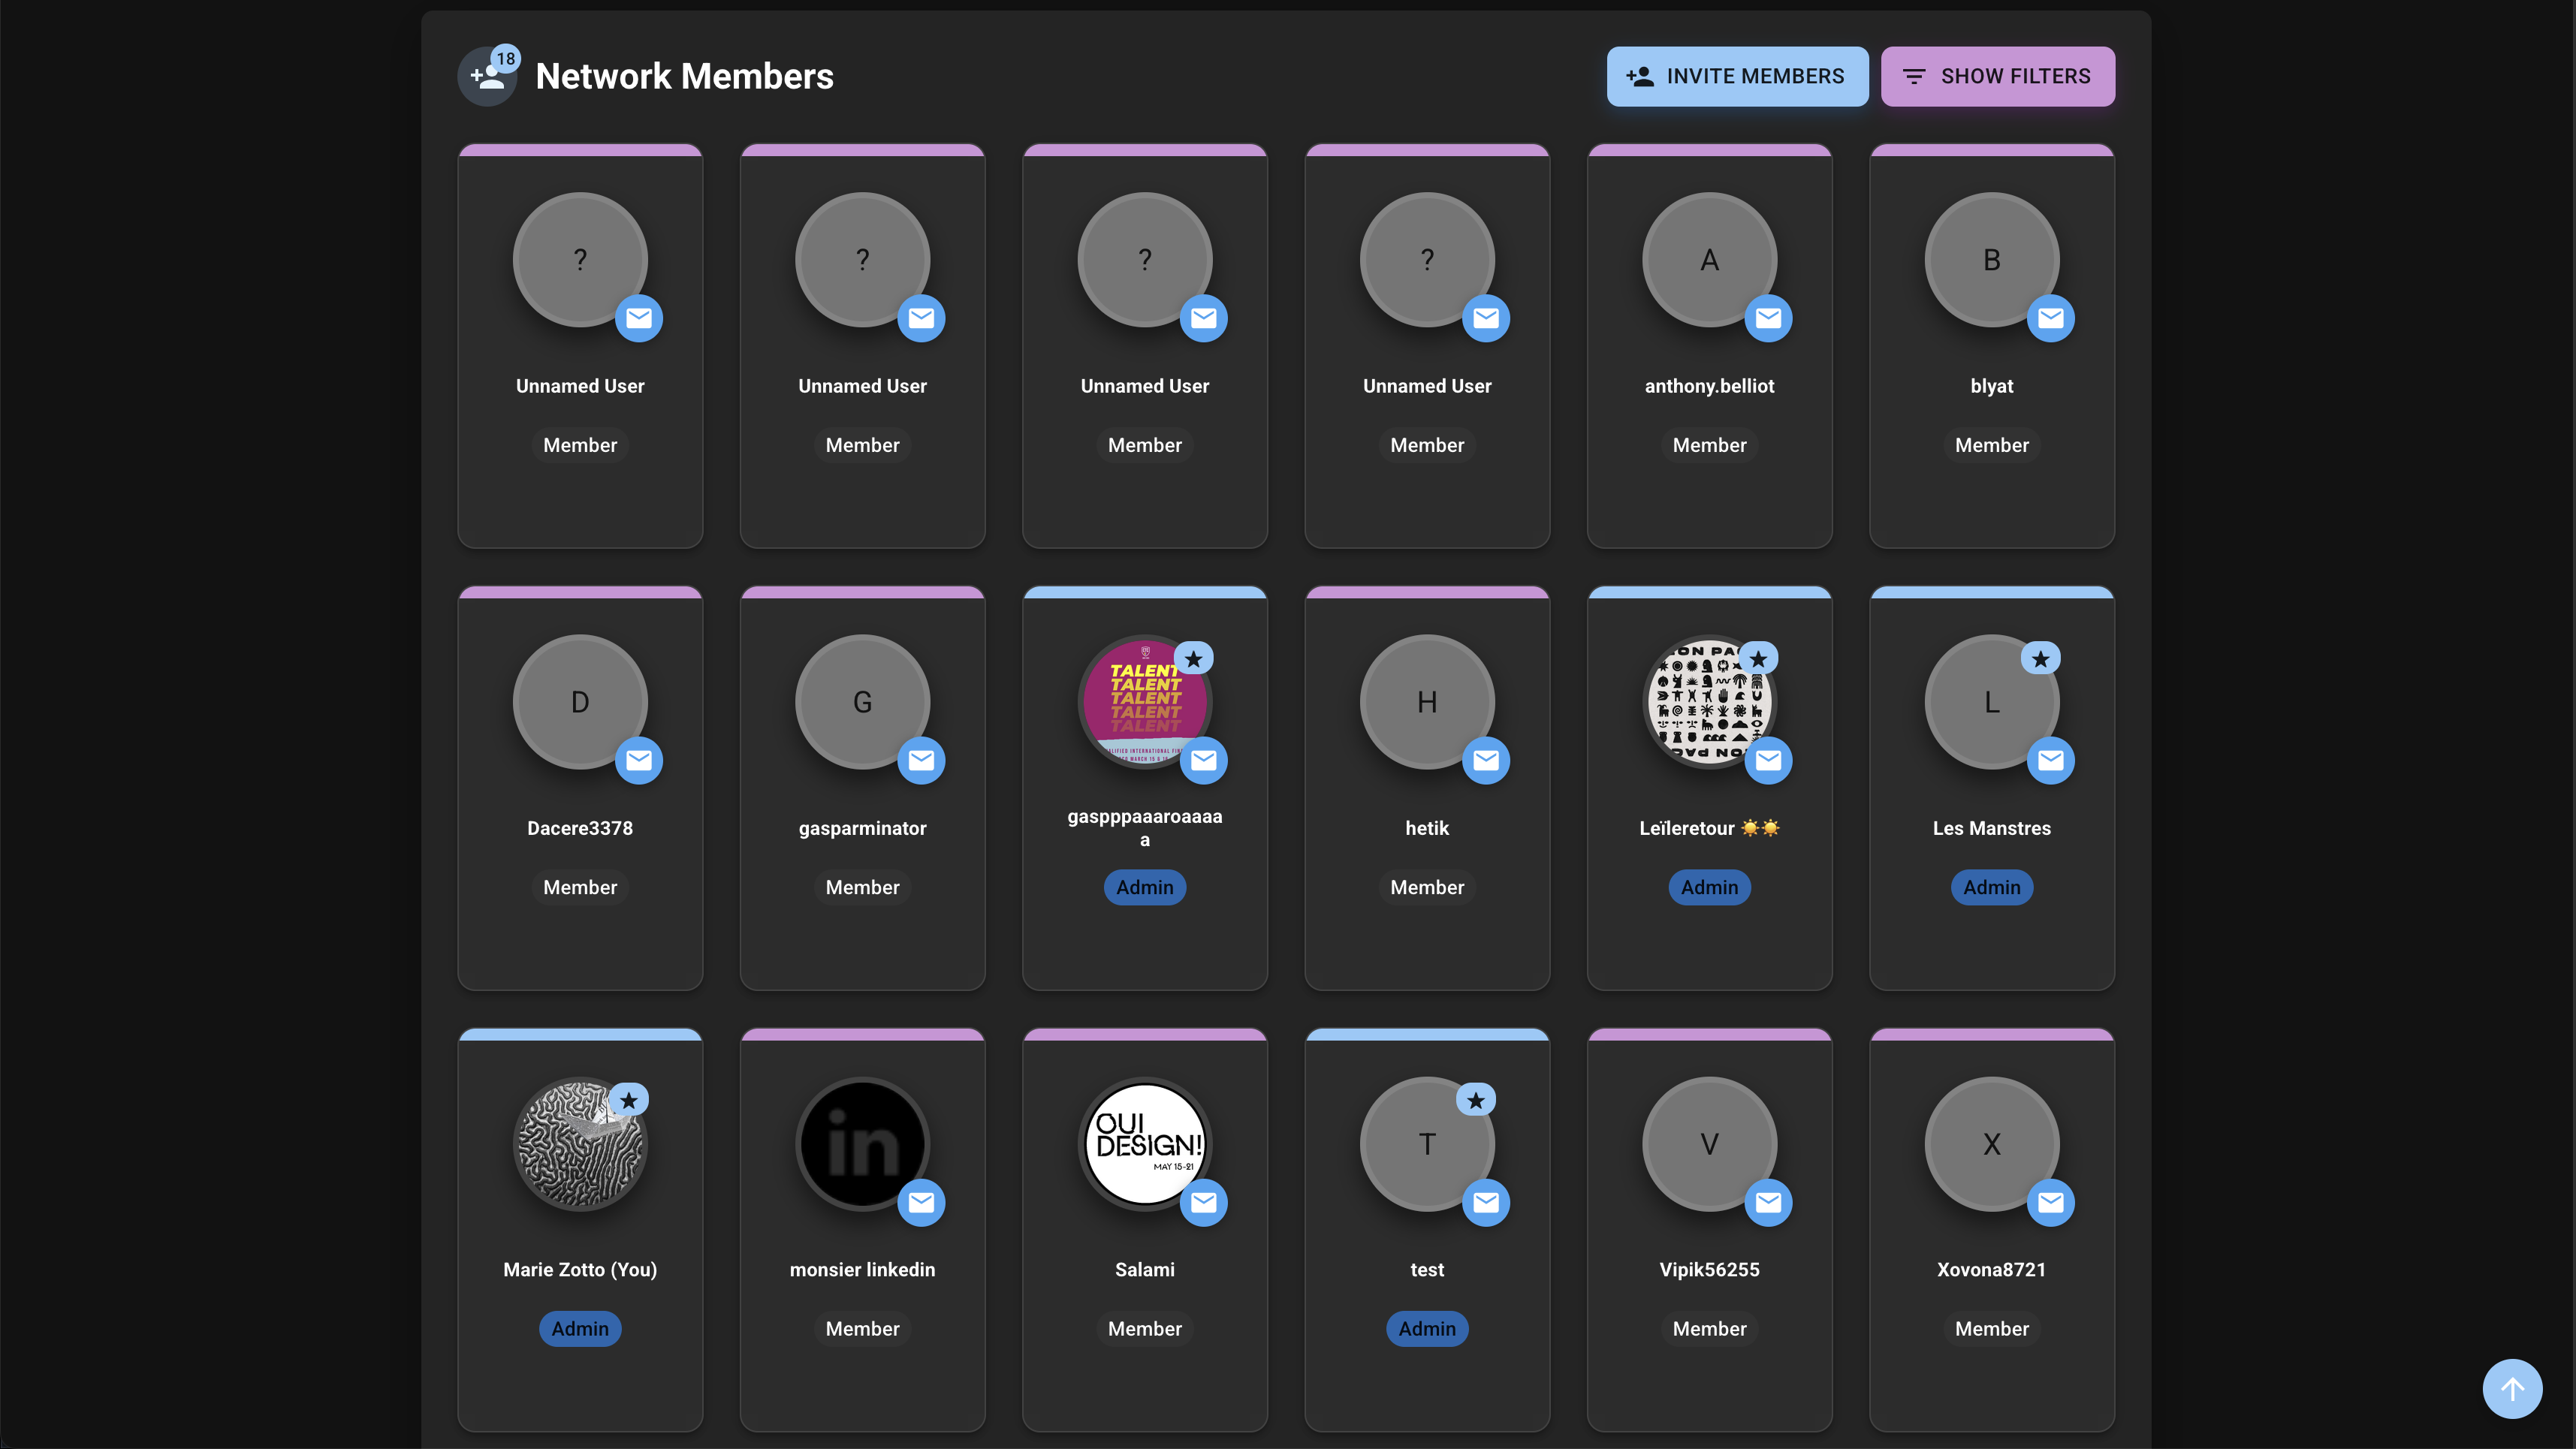 18
Network Members
INVITE MEMBERS
SHOW FILTERS
?
?
?
?
A
B
Unnamed User
Unnamed User
Unnamed User
Unnamed User
anthony.belliot
blyat
Member
Member
Member
Member
Member
Member
D
G
TALENT
TALENT
TALENT
TALENT
TALENT
H
L
Dacere3378
gasparminator
gaspppaaaroaaaa
a
hetik
Leïleretour ☀️☀️
Les Manstres
Member
Member
Admin
Member
Admin
Admin
in
OUI
DESIGN!
MAY 15-21
T
V
X
Marie Zotto (You)
monsier linkedin
Salami
test
Vipik56255
Xovona8721
Admin
Member
Member
Admin
Member
Member